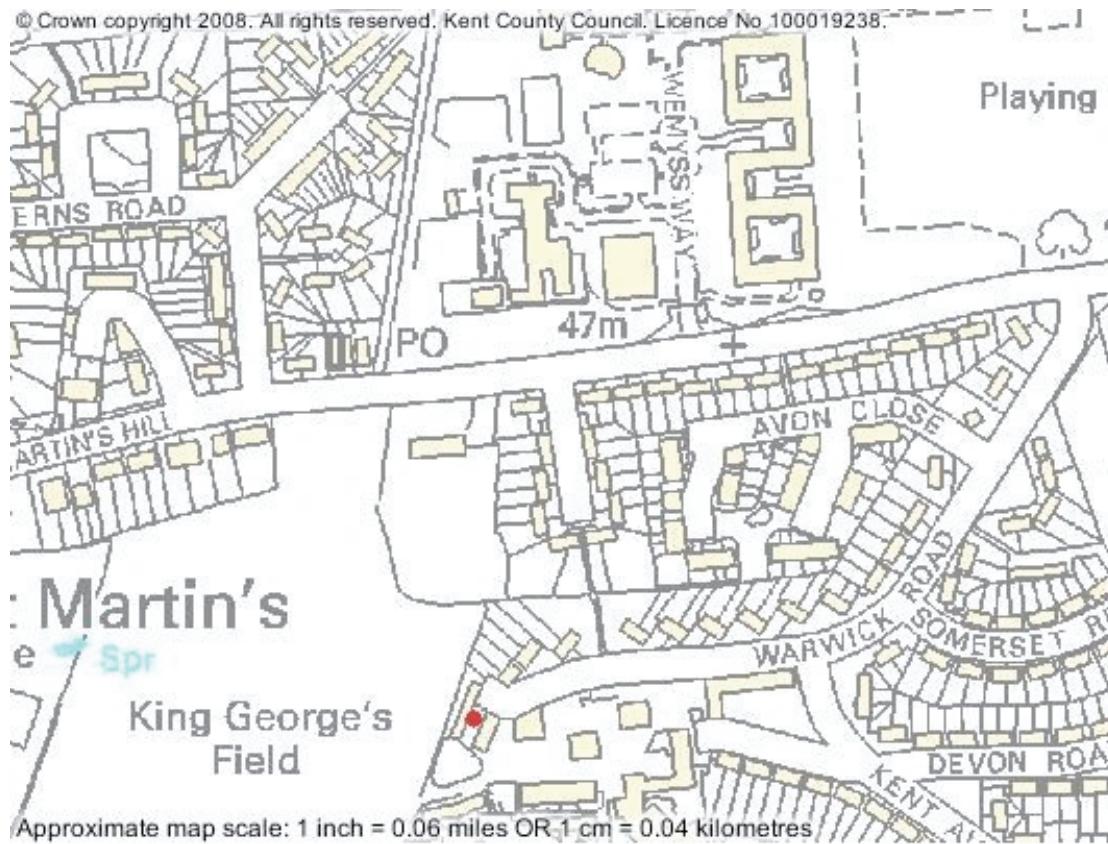 © Crown copyright 2008. All rights reserved. Kent County Council. Licence No 100019238.
Playing
WEMYSS WAY
ERNS ROAD
47m
PO
AVON CLOSE
ARTIN'S HILL
: Martin's
e
Spr
WARWICK ROAD
SOMERSET R
King George's
Field
DEVON ROA
KENT A
Approximate map scale: 1 inch = 0.06 miles OR 1 cm = 0.04 kilometres